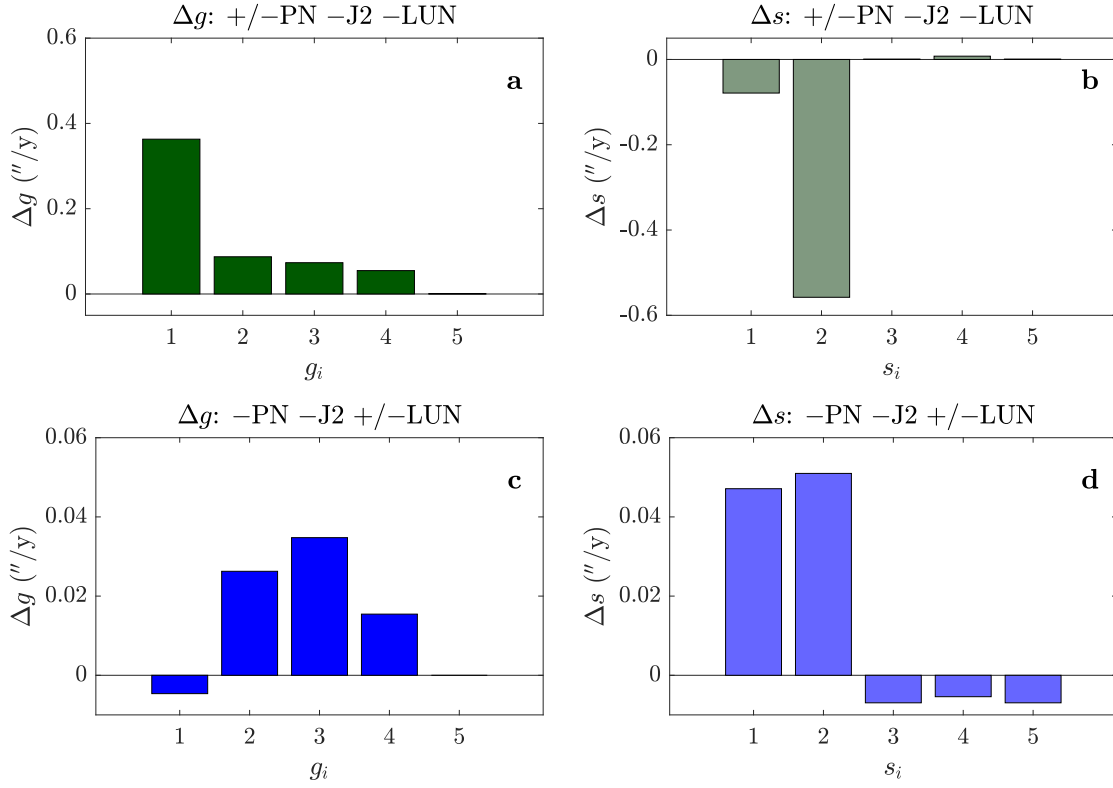 Δg: +/−PN −J2 −LUN
0.6
0.4
0.2
0
Δg (″/y)
a
1 2 3 4 5
g_i
Δs: +/−PN −J2 −LUN
0
-0.2
-0.4
-0.6
Δs (″/y)
b
1 2 3 4 5
s_i
Δg: −PN −J2 +/−LUN
0.06
0.04
0.02
0
Δg (″/y)
c
1 2 3 4 5
g_i
Δs: −PN −J2 +/−LUN
0.06
0.04
0.02
0
Δs (″/y)
d
1 2 3 4 5
s_i